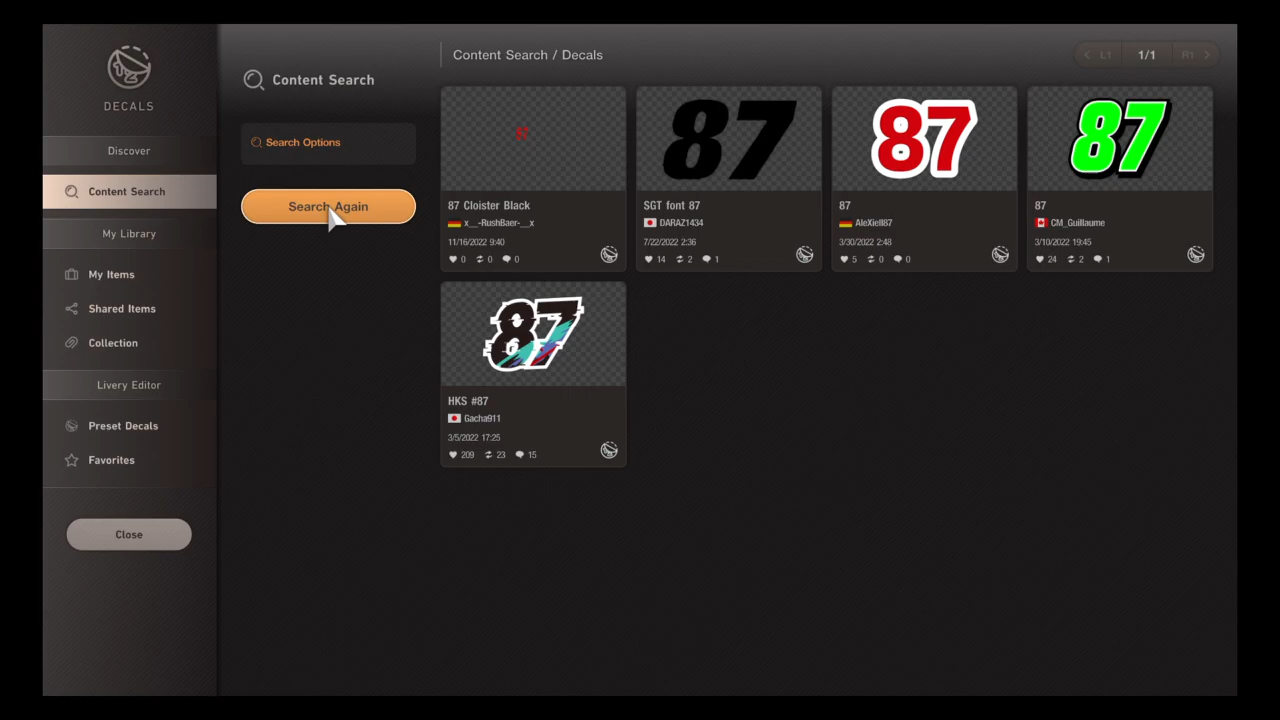 DECALS
Discover
Content Search
My Library
My Items
Shared Items
Collection
Livery Editor
Preset Decals
Favorites
Close
Content Search
Search Options
Search Again
Content Search / Decals
L1
1/1
R1
87
87 Cloister Black
x__-RushBaer-__x
11/16/2022 9:40
0 0 0
87
SGT font 87
DARAZ1434
7/22/2022 2:36
14 2 1
87
87
AleXiel187
3/30/2022 2:48
5 0 0
87
87
CM_Guillaume
3/10/2022 19:45
24 2 1
87
HKS #87
Gacha911
3/5/2022 17:25
209 23 15